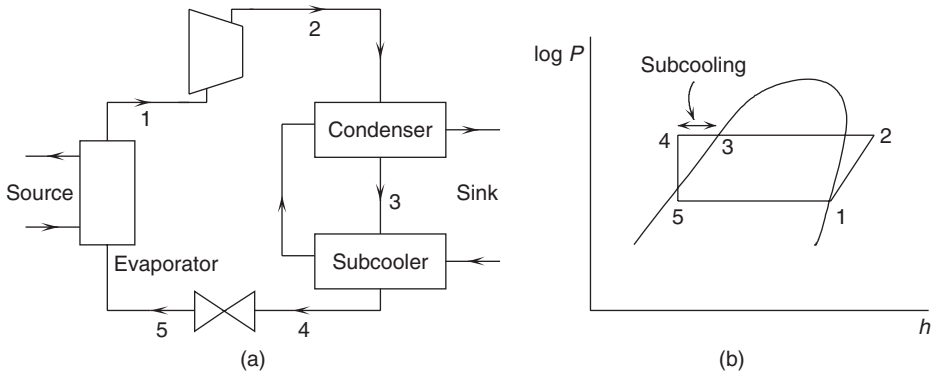 2
1
Condenser
Source
3
Sink
Evaporator
Subcooler
5
4
(a)
log P
Subcooling
4
3
2
5
1
h
(b)